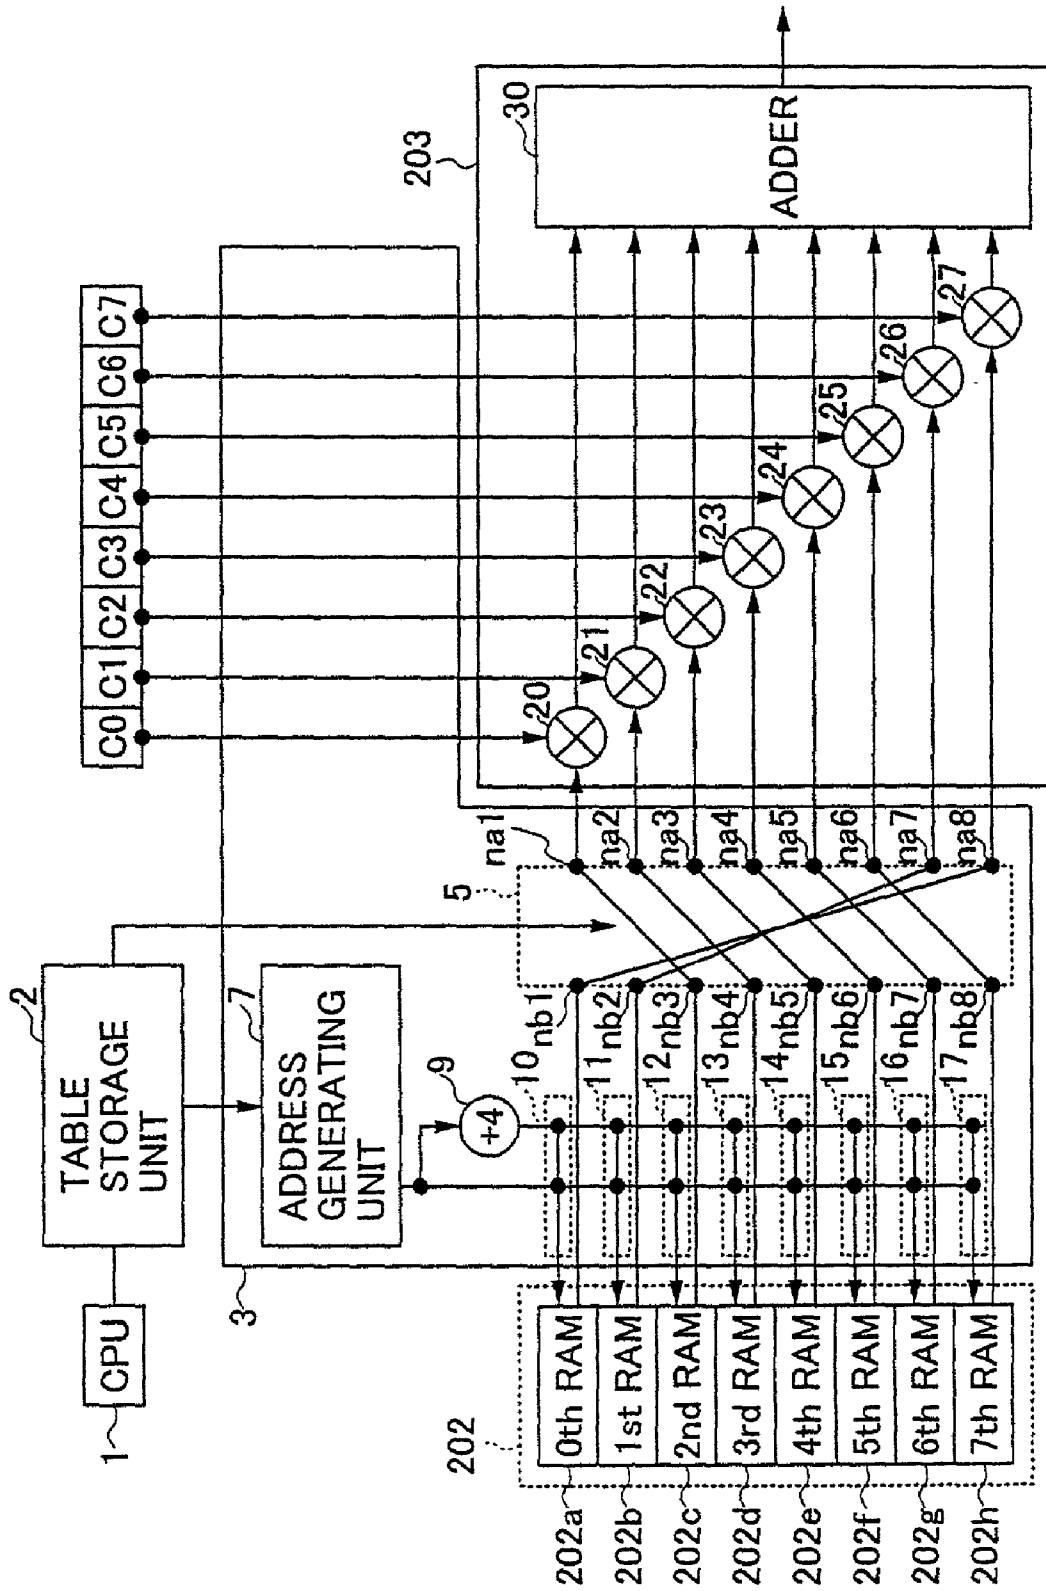 1
CPU
TABLE
STORAGE
UNIT
2
3
ADDRESS
GENERATING
UNIT
7
9
+4
C0 C1 C2 C3 C4 C5 C6 C7
202
202a 0th RAM
202b 1st RAM
202c 2nd RAM
202d 3rd RAM
202e 4th RAM
202f 5th RAM
202g 6th RAM
202h 7th RAM
10
11
12
13
14
15
16
17
nb1
nb2
nb3
nb4
nb5
nb6
nb7
nb8
5
na1
na2
na3
na4
na5
na6
na7
na8
20
21
22
23
24
25
26
27
203
30
ADDER